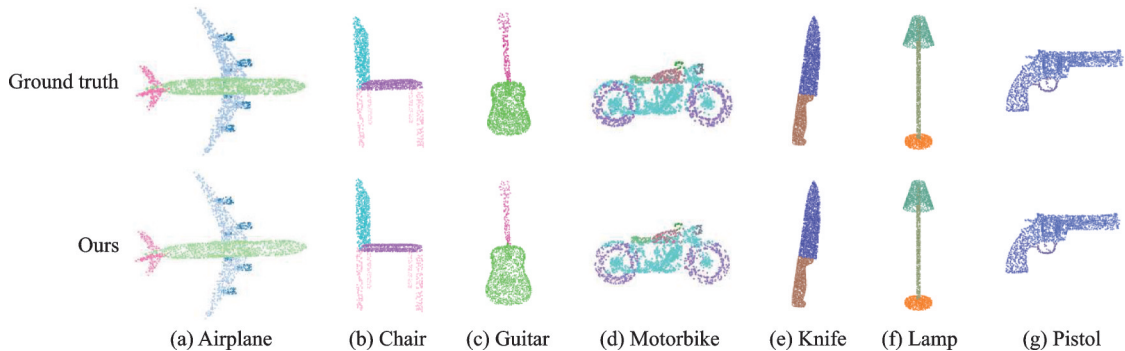 Ground truth
Ours
(a) Airplane (b) Chair (c) Guitar (d) Motorbike (e) Knife (f) Lamp (g) Pistol